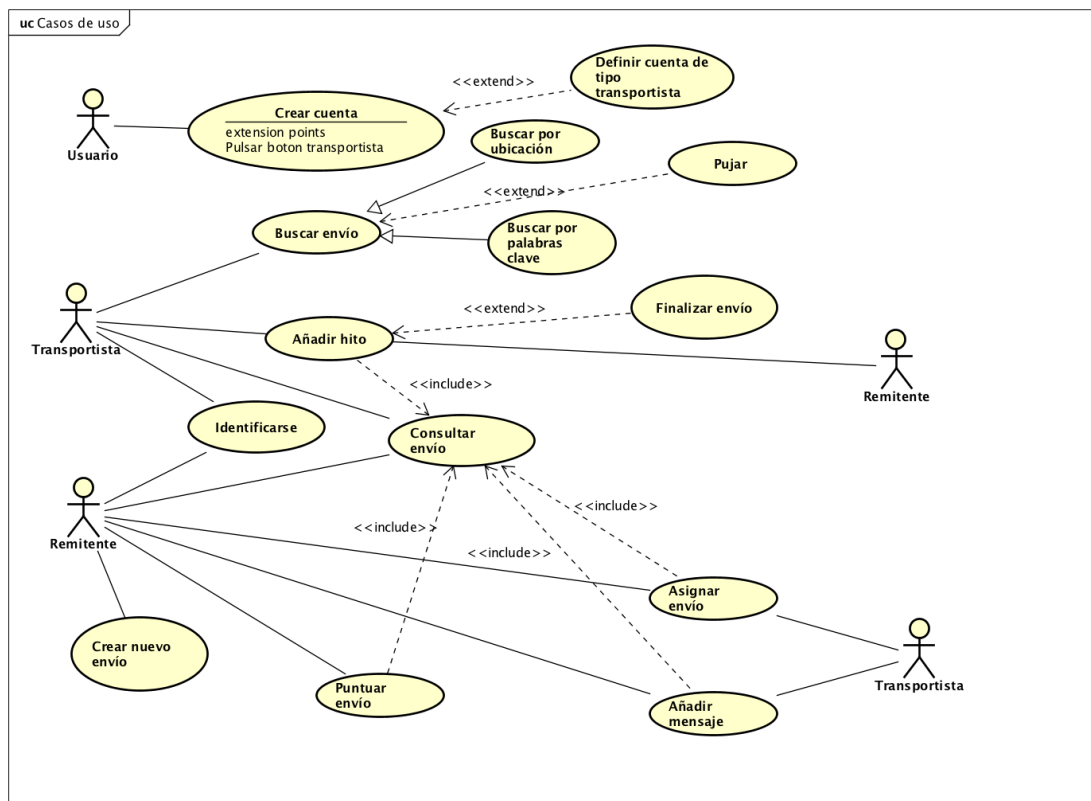 uc Casos de uso
Definir cuenta de
tipo
transportista
<<extend>>
Crear cuenta
extension points
Pulsar boton transportista
Usuario
Buscar por
ubicación
Pujar
<<extend>>
Buscar envío
Buscar por
palabras
clave
Finalizar envío
<<extend>>
Transportista
Añadir hito
Remitente
<<include>>
Identificarse
Consultar
envío
<<include>>
<<include>>
<<include>>
Remitente
Asignar
envío
Crear nuevo
envío
Puntuar
envío
Transportista
Añadir
mensaje